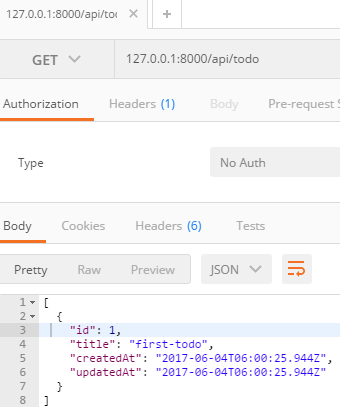 127.0.0.1:8000/api/to
GET 127.0.0.1:8000/api/todo
Authorization Headers (1) Body Pre-request S
Type No Auth
Body Cookies Headers (6) Tests
Pretty Raw Preview JSON
1 [
2 {
3 "id": 1,
4 "title": "first-todo",
5 "createdAt": "2017-06-04T06:00:25.944Z",
6 "updatedAt": "2017-06-04T06:00:25.944Z"
7 }
8 ]